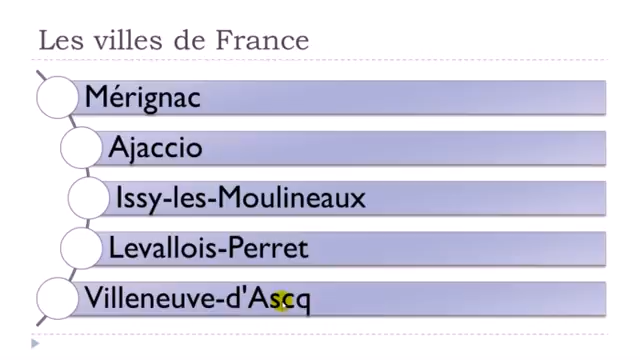 Les villes de France
Mérignac
Ajaccio
Issy-les-Moulineaux
Levallois-Perret
Villeneuve-d'Ascq